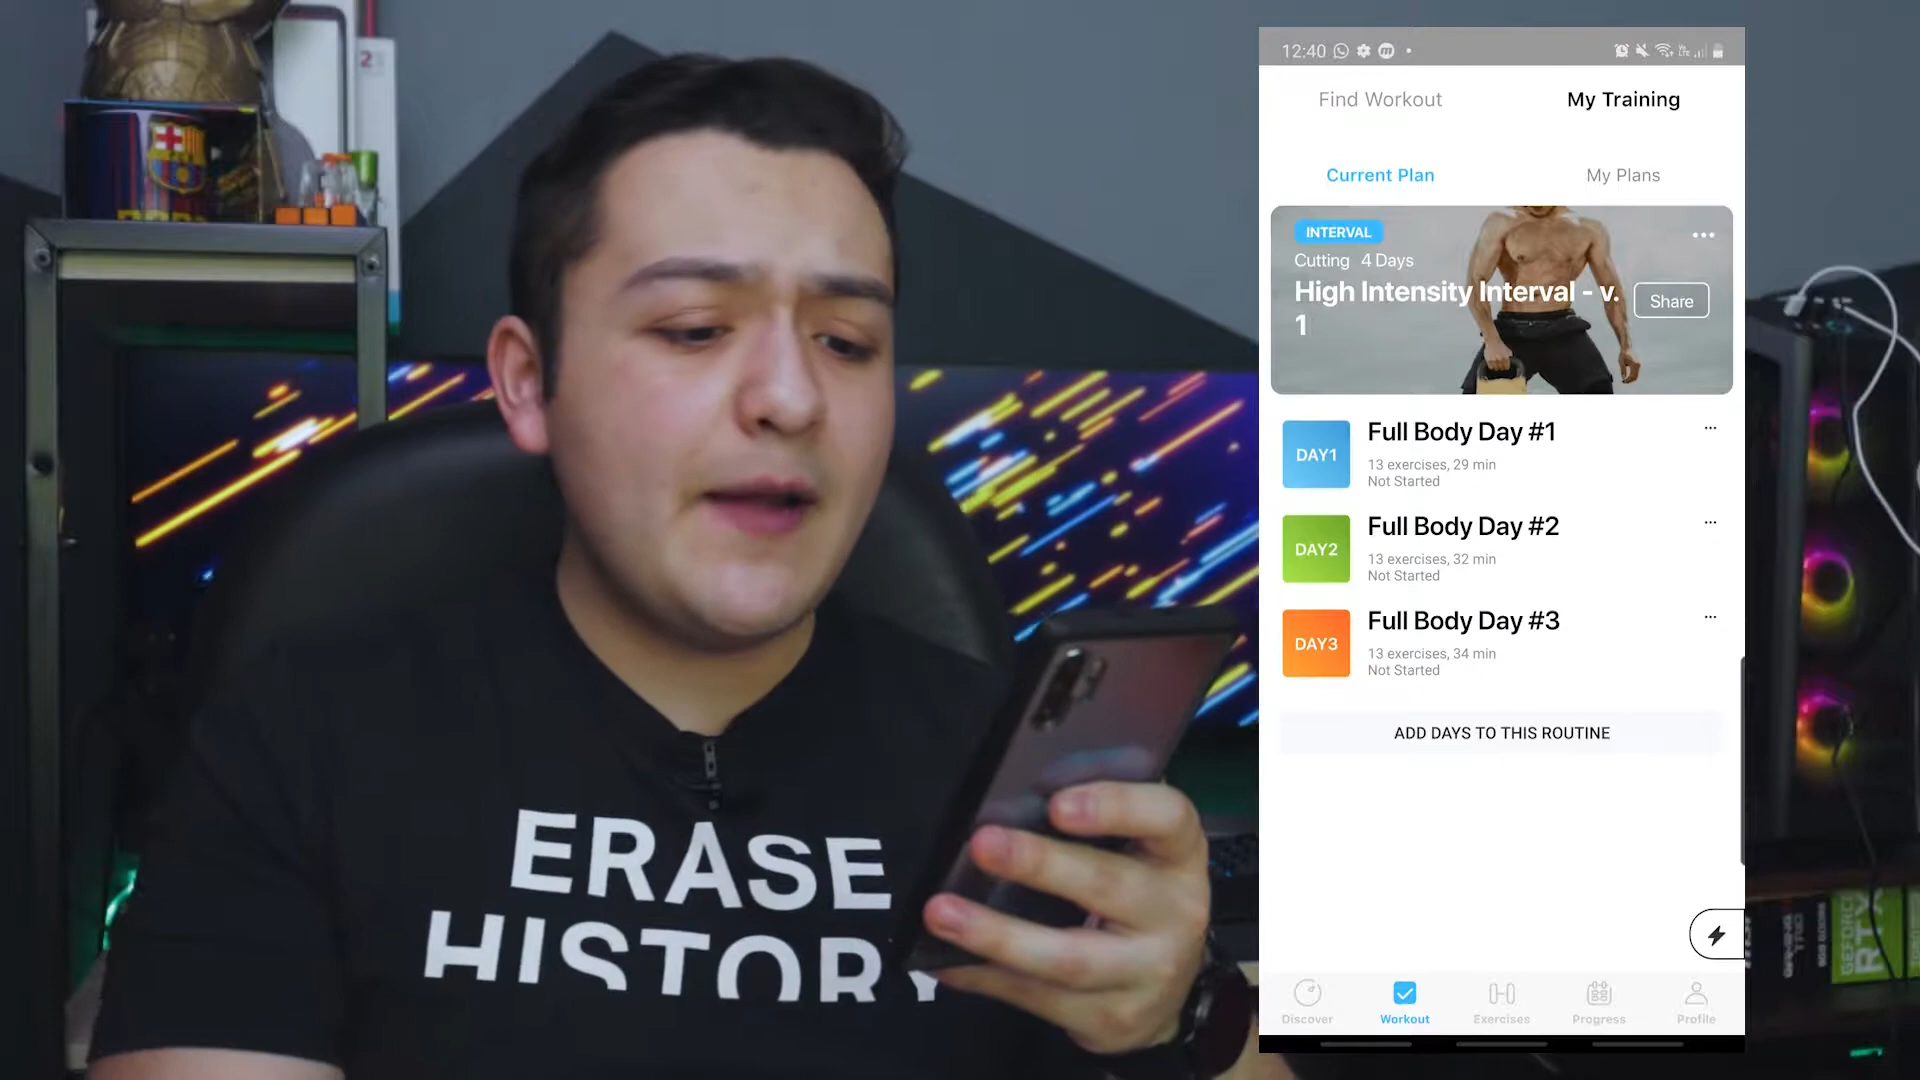 12:40
Find Workout
My Training
Current Plan
My Plans
INTERVAL
Cutting 4 Days
High Intensity Interval - v.
1
Share
DAY1
Full Body Day #1
13 exercises, 29 min
Not Started
DAY2
Full Body Day #2
13 exercises, 32 min
Not Started
DAY3
Full Body Day #3
13 exercises, 34 min
Not Started
ADD DAYS TO THIS ROUTINE
Discover
Workout
Exercises
Progress
Profile
ERASE
HISTORY
GEFORCE
RTX